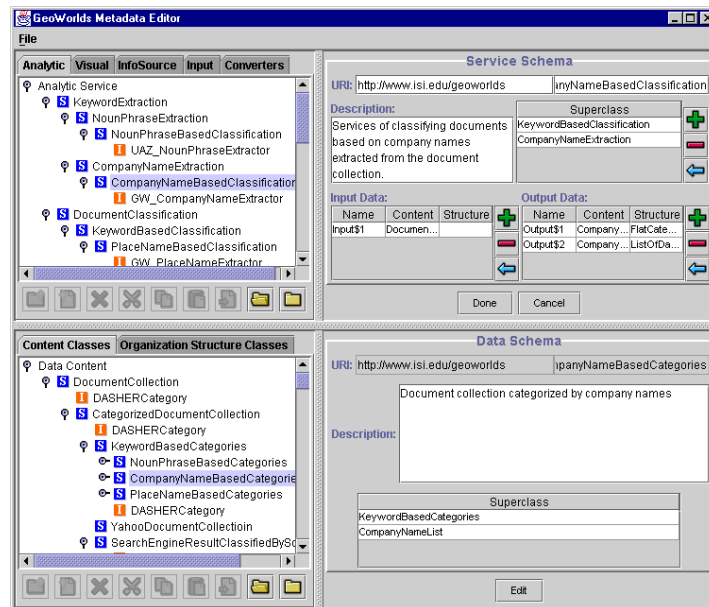 GeoWorlds Metadata Editor
File
Analytic Visual InfoSource Input Converters
Analytic Service
S KeywordExtraction
S NounPhraseExtraction
S NounPhraseBasedClassification
I UAZ_NounPhraseExtractor
S CompanyNameExtraction
S CompanyNameBasedClassification
I GW_CompanyNameExtractor
S DocumentClassification
S KeywordBasedClassification
S PlaceNameBasedClassification
I GW_PlaceNameExtractor
Service Schema
URI: http://www.isi.edu/geoworlds anyNameBasedClassification
Description:
Services of classifying documents
based on company names
extracted from the document
collection.
Superclass
KeywordBasedClassification
CompanyNameExtraction
Input Data:
Name Content Structure
Input$1 Documen...
Output Data:
Name Content Structure
Output$1 Company... FlatCate...
Output$2 Company... ListOfDa...
Done Cancel
Content Classes Organization Structure Classes
Data Content
S DocumentCollection
I DASHERCategory
S CategorizedDocumentCollection
I DASHERCategory
S KeywordBasedCategories
S NounPhraseBasedCategories
S CompanyNameBasedCategorie
S PlaceNameBasedCategories
I DASHERCategory
S YahooDocumentCollectioin
S SearchEngineResultClassifiedBySo
Data Schema
URI: http://www.isi.edu/geoworlds panyNameBasedCategories
Description:
Document collection categorized by company names
Superclass
KeywordBasedCategories
CompanyNameList
Edit